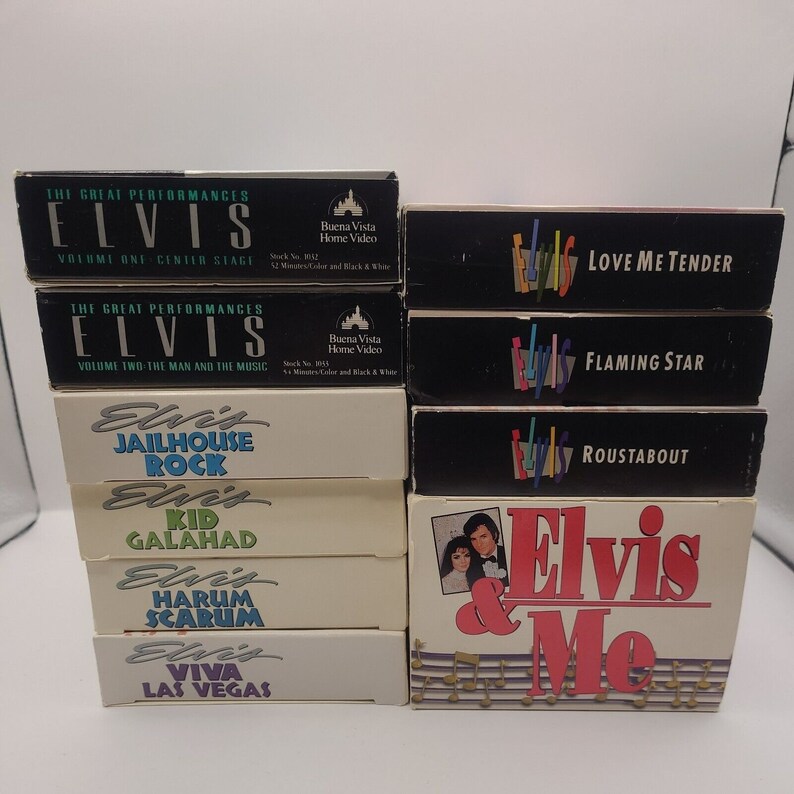 THE GREAT PERFORMANCES
ELVIS
VOLUME ONE·CENTER STAGE
Buena Vista
Home Video
Stock No. 1032
52 Minutes/Color and Black & White
THE GREAT PERFORMANCES
ELVIS
VOLUME TWO·THE MAN AND THE MUSIC
Buena Vista
Home Video
Stock No. 1033
54 Minutes/Color and Black & White
Elvis
JAILHOUSE
ROCK
Elvis
KID
GALAHAD
Elvis
HARUM
SCARUM
Elvis
VIVA
LAS VEGAS
Elvis LOVE ME TENDER
Elvis FLAMING STAR
Elvis ROUSTABOUT
Elvis
& Me